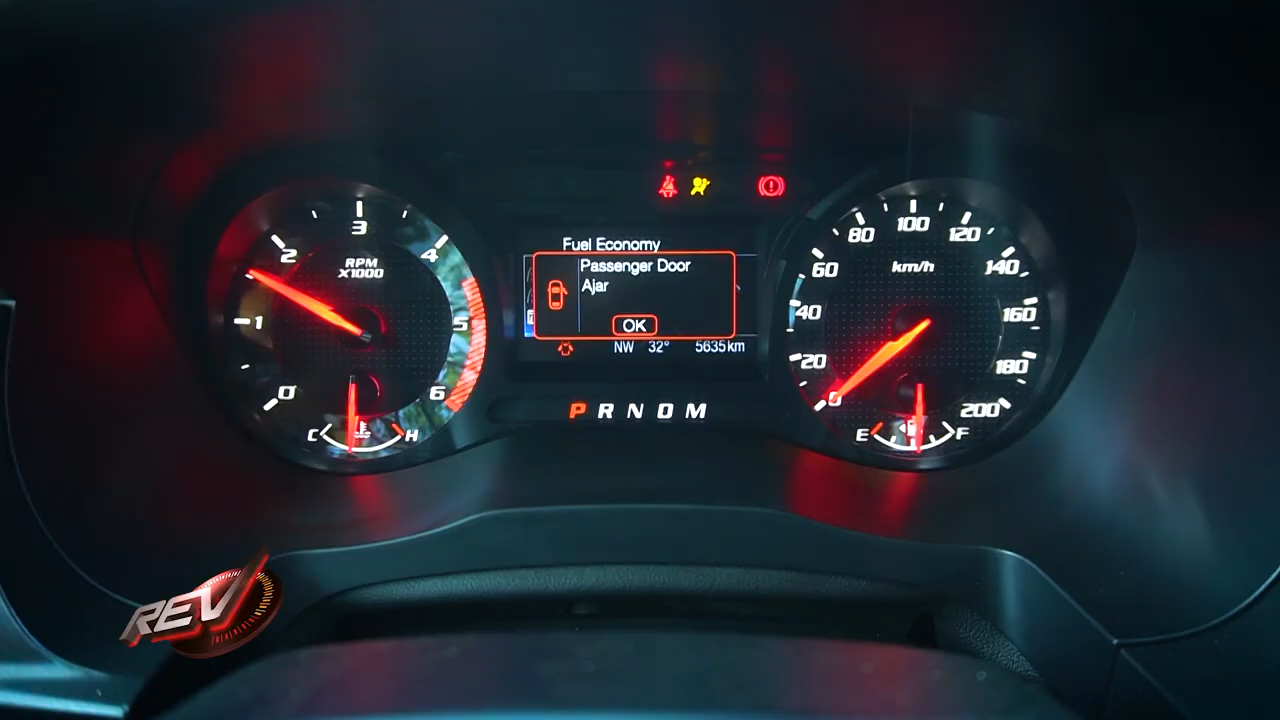 Fuel Economy
Passenger Door
Ajar
OK
NW 32° 5635km
P R N D M
0 1 2 3 4 5 6
RPM
X1000
C H
0 20 40 60 80 100 120 140 160 180 200
km/h
E F
REV